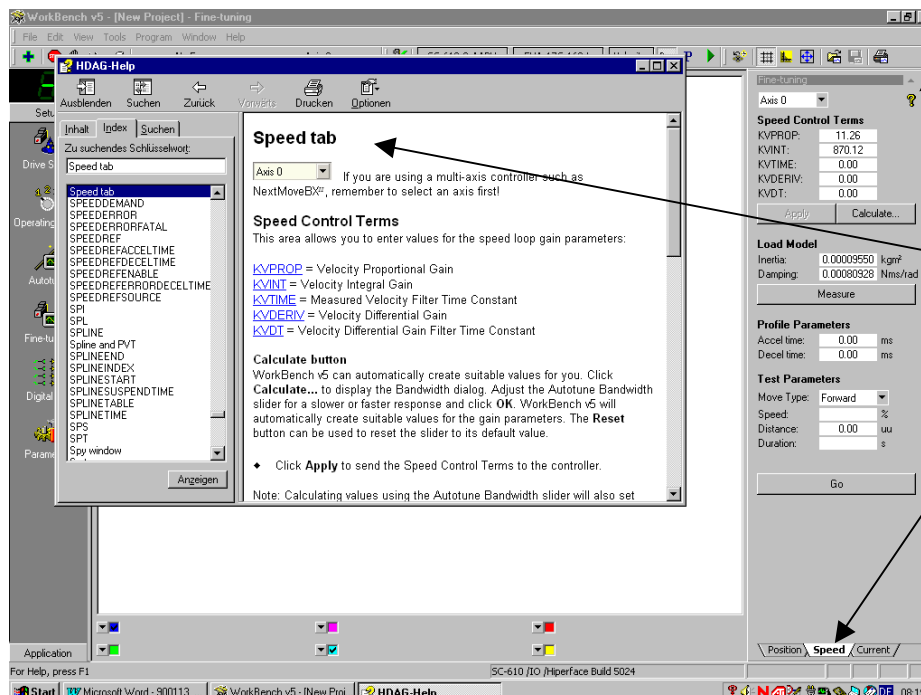 WorkBench v5 - [New Project] - Fine-tuning
File Edit View Tools Program Window Help
HDAG-Help
Ausblenden Suchen Zurück Vorwärts Drucken Optionen
Inhalt Index Suchen
Zu suchendes Schlüsselwort:
Speed tab
Speed tab
SPEEDDEMAND
SPEEDERROR
SPEEDERRORFATAL
SPEEDREF
SPEEDREFACCELTIME
SPEEDREFDECELTIME
SPEEDREFENABLE
SPEEDREFERRORDECELTIME
SPEEDREFSOURCE
SPI
SPL
SPLINE
Spline and PVT
SPLINEEND
SPLINEINDEX
SPLINESTART
SPLINESUSPENDTIME
SPLINETABLE
SPLINETIME
SPS
SPT
Spy window
Anzeigen
Speed tab
Axis 0 If you are using a multi-axis controller such as
NextMoveBX², remember to select an axis first!
Speed Control Terms
This area allows you to enter values for the speed loop gain parameters:
KVPROP = Velocity Proportional Gain
KVINT = Velocity Integral Gain
KVTIME = Measured Velocity Filter Time Constant
KVDERIV = Velocity Differential Gain
KVDT = Velocity Differential Gain Filter Time Constant
Calculate button
WorkBench v5 can automatically create suitable values for you. Click
Calculate... to display the Bandwidth dialog. Adjust the Autotune Bandwidth
slider for a slower or faster response and click OK. WorkBench v5 will
automatically create suitable values for the gain parameters. The Reset
button can be used to reset the slider to its default value.
♦ Click Apply to send the Speed Control Terms to the controller.
Note: Calculating values using the Autotune Bandwidth slider will also set
Setu
Drive S
Operating
Autotu
Fine-tu
Digital
Parame
Application
Fine-tuning
Axis 0
Speed Control Terms
KVPROP: 11.26
KVINT: 870.12
KVTIME: 0.00
KVDERIV: 0.00
KVDT: 0.00
Apply Calculate...
Load Model
Inertia: 0.00009550 kgm²
Damping: 0.00080928 Nms/rad
Measure
Profile Parameters
Accel time: 0.00 ms
Decel time: 0.00 ms
Test Parameters
Move Type: Forward
Speed: %
Distance: 0.00 uu
Duration: s
Go
Position Speed Current
For Help, press F1 SC-610 /IO /Hiperface Build 5024
Start Microsoft Word - 900113... WorkBench v5 - [New Proj... HDAG-Help DE